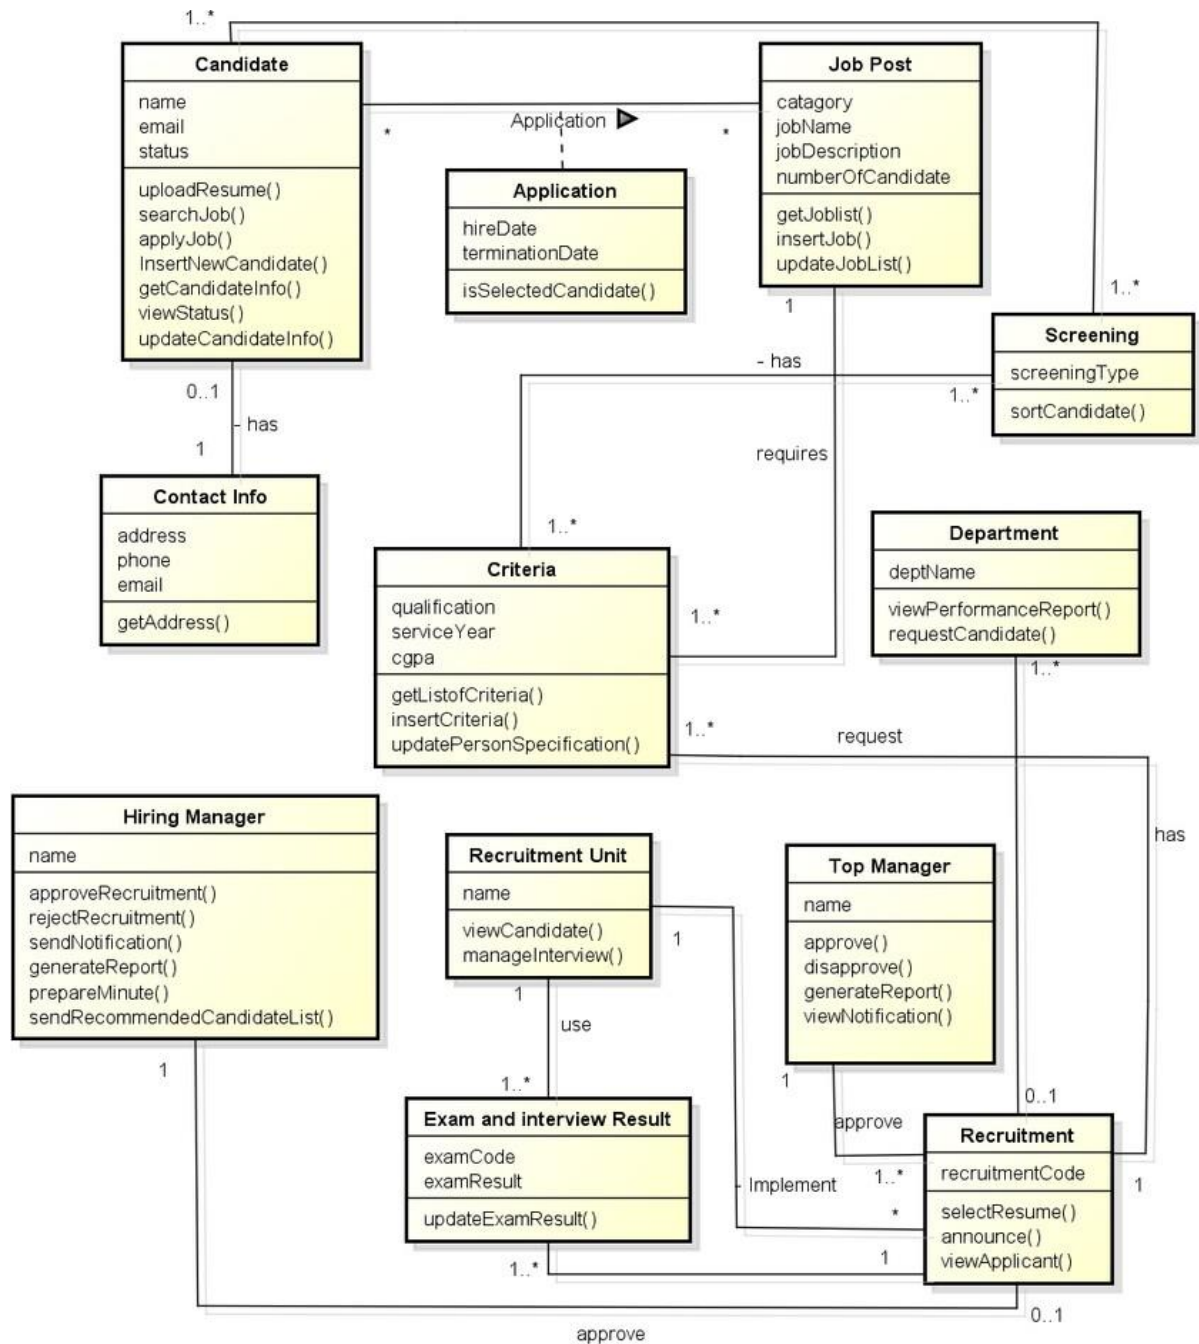 1..*
Candidate
name
email
status
uploadResume()
searchJob()
applyJob()
InsertNewCandidate()
getCandidateInfo()
viewStatus()
updateCandidateInfo()
*
Application
*
Application
hireDate
terminationDate
isSelectedCandidate()
Job Post
catagory
jobName
jobDescription
numberOfCandidate
getJoblist()
insertJob()
updateJobList()
1
1..*
Screening
screeningType
sortCandidate()
- has
1..*
0..1
- has
1
requires
Contact Info
address
phone
email
getAddress()
1..*
Criteria
qualification
serviceYear
cgpa
getListofCriteria()
insertCriteria()
updatePersonSpecification()
1..*
1..*
Department
deptName
viewPerformanceReport()
requestCandidate()
1..*
request
has
Hiring Manager
name
approveRecruitment()
rejectRecruitment()
sendNotification()
generateReport()
prepareMinute()
sendRecommendedCandidateList()
1
Recruitment Unit
name
viewCandidate()
manageInterview()
1
1
use
1..*
Top Manager
name
approve()
disapprove()
generateReport()
viewNotification()
1
approve
1..*
0..1
Exam and interview Result
examCode
examResult
updateExamResult()
1..*
- Implement
*
1
Recruitment
recruitmentCode
selectResume()
announce()
viewApplicant()
1
0..1
approve